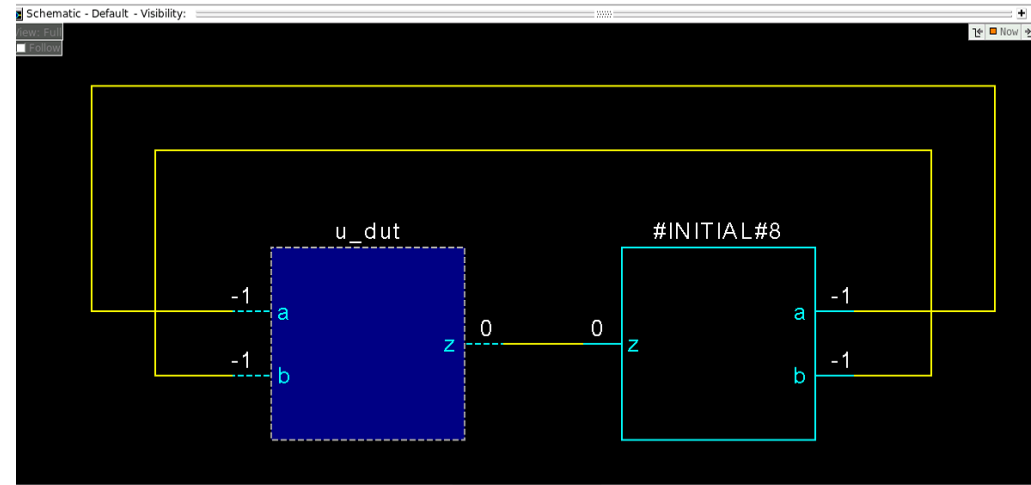 Schematic - Default - Visibility:
View: Full
Now
Follow
u_dut
#INITIAL#8
-1
a
-1
b
z
0
0
z
a
-1
b
-1